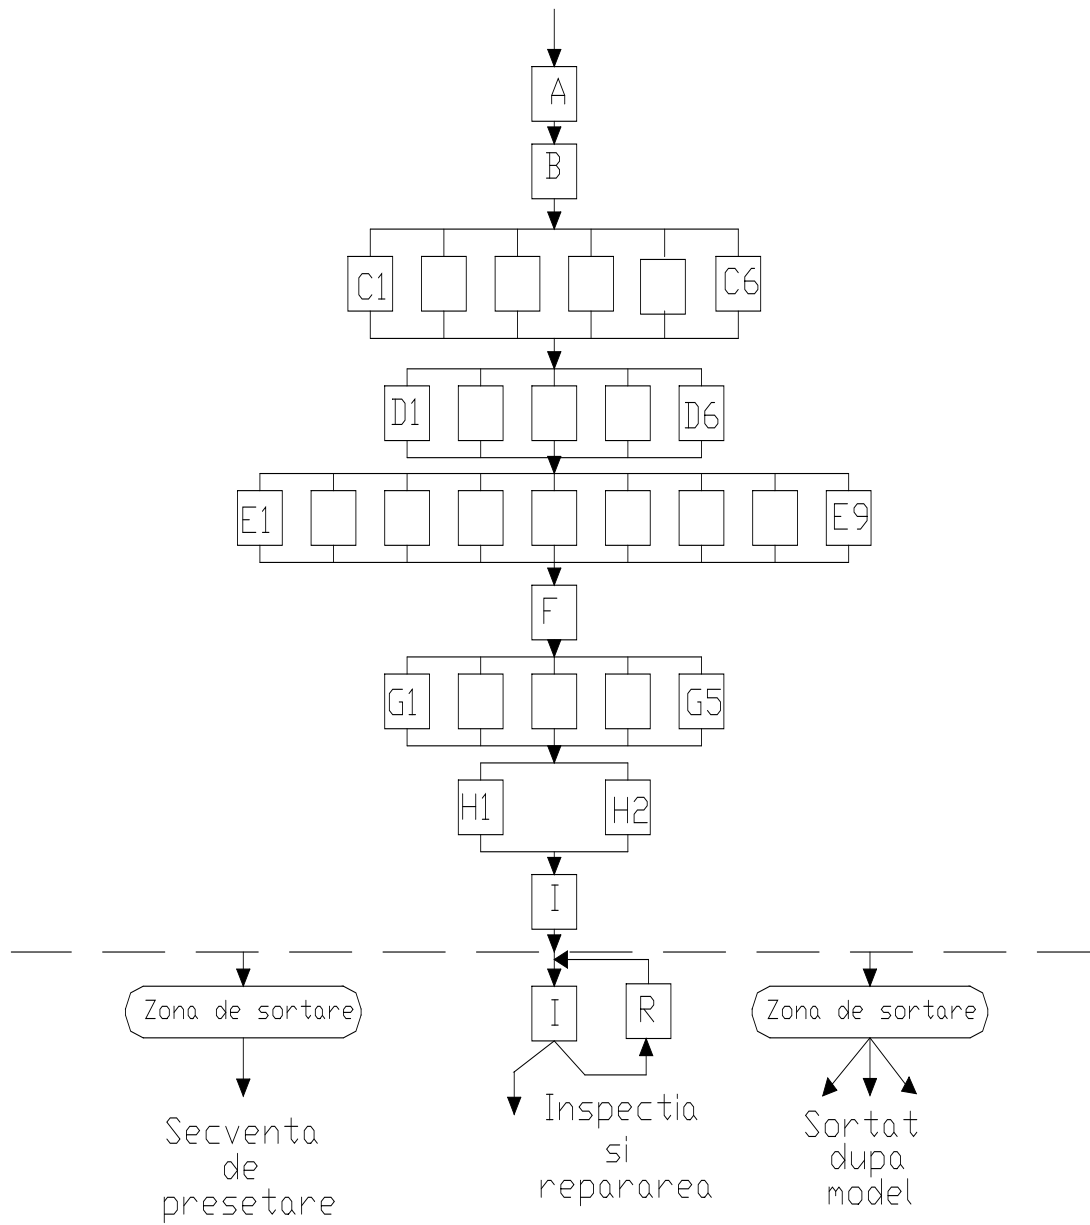 A
B
C1 C6
D1 D6
E1 E9
F
G1 G5
H1 H2
I
Zona de sortare
I
R
Zona de sortare
Secventa
de
presetare
Inspectia
si
repararea
Sortat
dupa
model